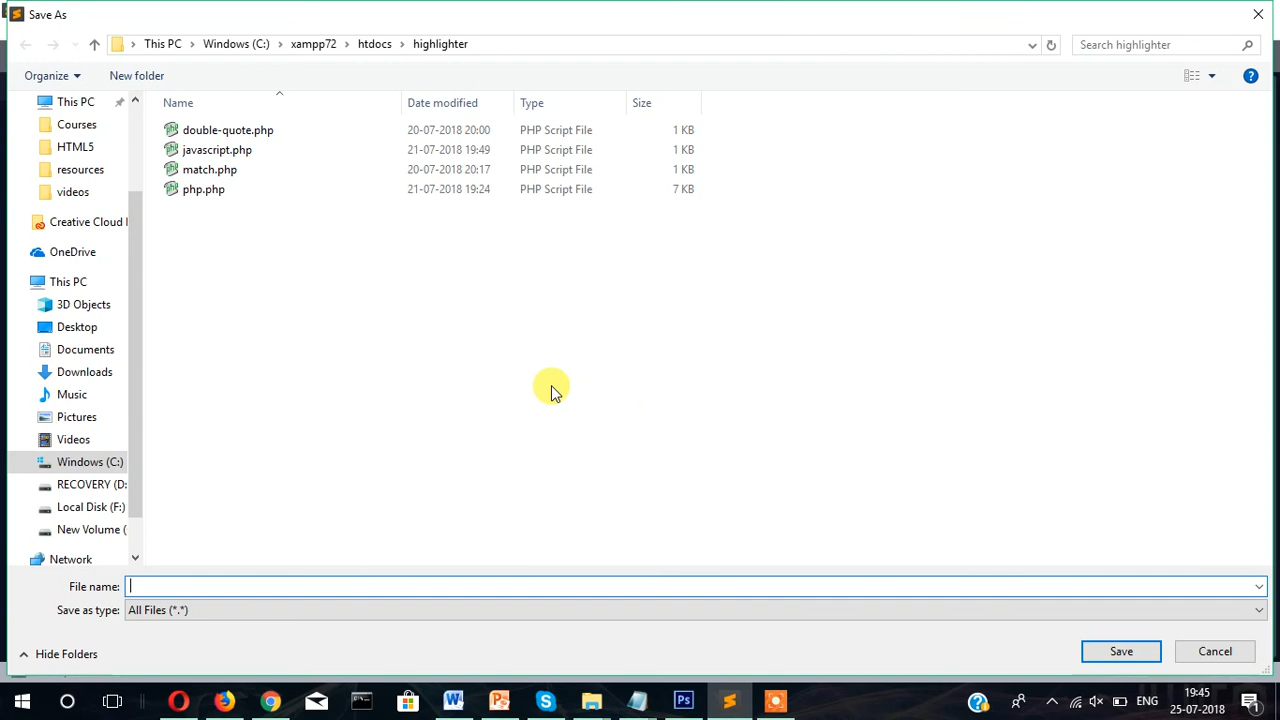 Save As
This PC > Windows (C:) > xampp72 > htdocs > highlighter
Search highlighter
Organize
New folder
Name
Date modified
Type
Size
double-quote.php 20-07-2018 20:00 PHP Script File 1 KB
javascript.php 21-07-2018 19:49 PHP Script File 1 KB
match.php 20-07-2018 20:17 PHP Script File 1 KB
php.php 21-07-2018 19:24 PHP Script File 7 KB
This PC
Courses
HTML5
resources
videos
Creative Cloud
OneDrive
This PC
3D Objects
Desktop
Documents
Downloads
Music
Pictures
Videos
Windows (C:)
RECOVERY (D:
Local Disk (F:)
New Volume (
Network
File name:
Save as type: All Files (*.*)
Hide Folders
Save
Cancel
ENG
19:45
25-07-2018